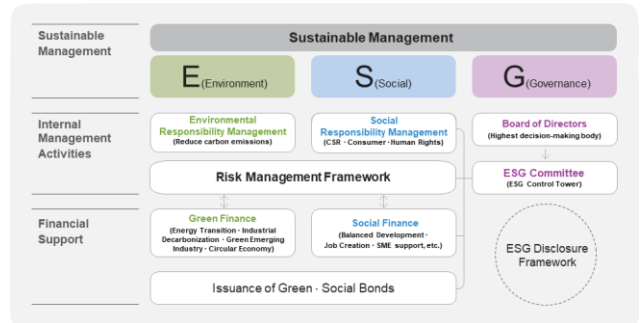 Sustainable
Management
Sustainable Management
E (Environment)
S (Social)
G (Governance)
Internal
Management
Activities
Environmental
Responsibility Management
(Reduce carbon emissions)
Social
Responsibility Management
(CSR · Consumer · Human Rights)
Board of Directors
(Highest decision-making body)
Risk Management Framework
ESG Committee
(ESG Control Tower)
Financial
Support
Green Finance
(Energy Transition · Industrial
Decarbonization · Green Emerging
Industry · Circular Economy)
Social Finance
(Balanced Development ·
Job Creation · SME support, etc.)
ESG Disclosure
Framework
Issuance of Green · Social Bonds